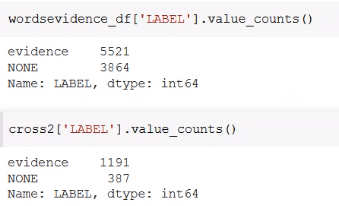 wordsevidence_df['LABEL'].value_counts()
evidence    5521
NONE        3864
Name: LABEL, dtype: int64
cross2['LABEL'].value_counts()
evidence    1191
NONE         387
Name: LABEL, dtype: int64